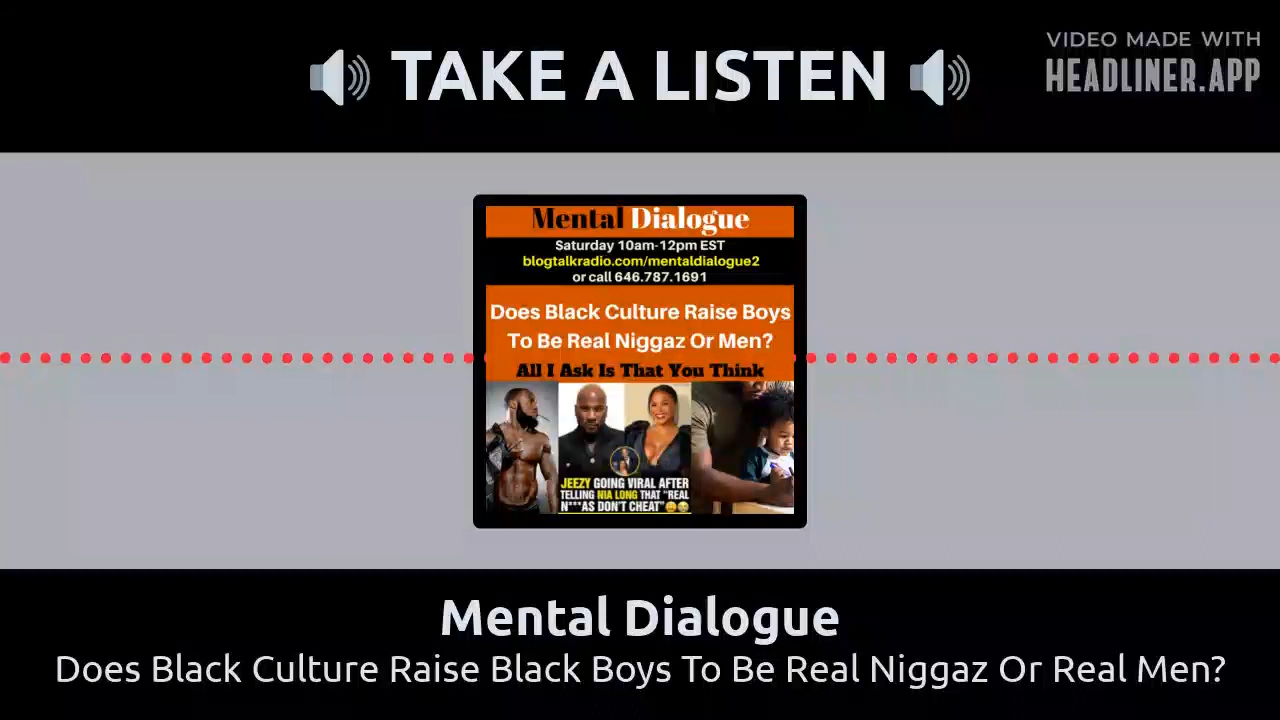 TAKE A LISTEN
VIDEO MADE WITH
HEADLINER.APP
Mental Dialogue
Saturday 10am-12pm EST
blogtalkradio.com/mentaldialogue2
or call 646.787.1691
Does Black Culture Raise Boys
To Be Real Niggaz Or Men?
All I Ask Is That You Think
JEEZY GOING VIRAL AFTER
TELLING NIA LONG THAT "REAL
N***AS DON'T CHEAT"
Mental Dialogue
Does Black Culture Raise Black Boys To Be Real Niggaz Or Real Men?